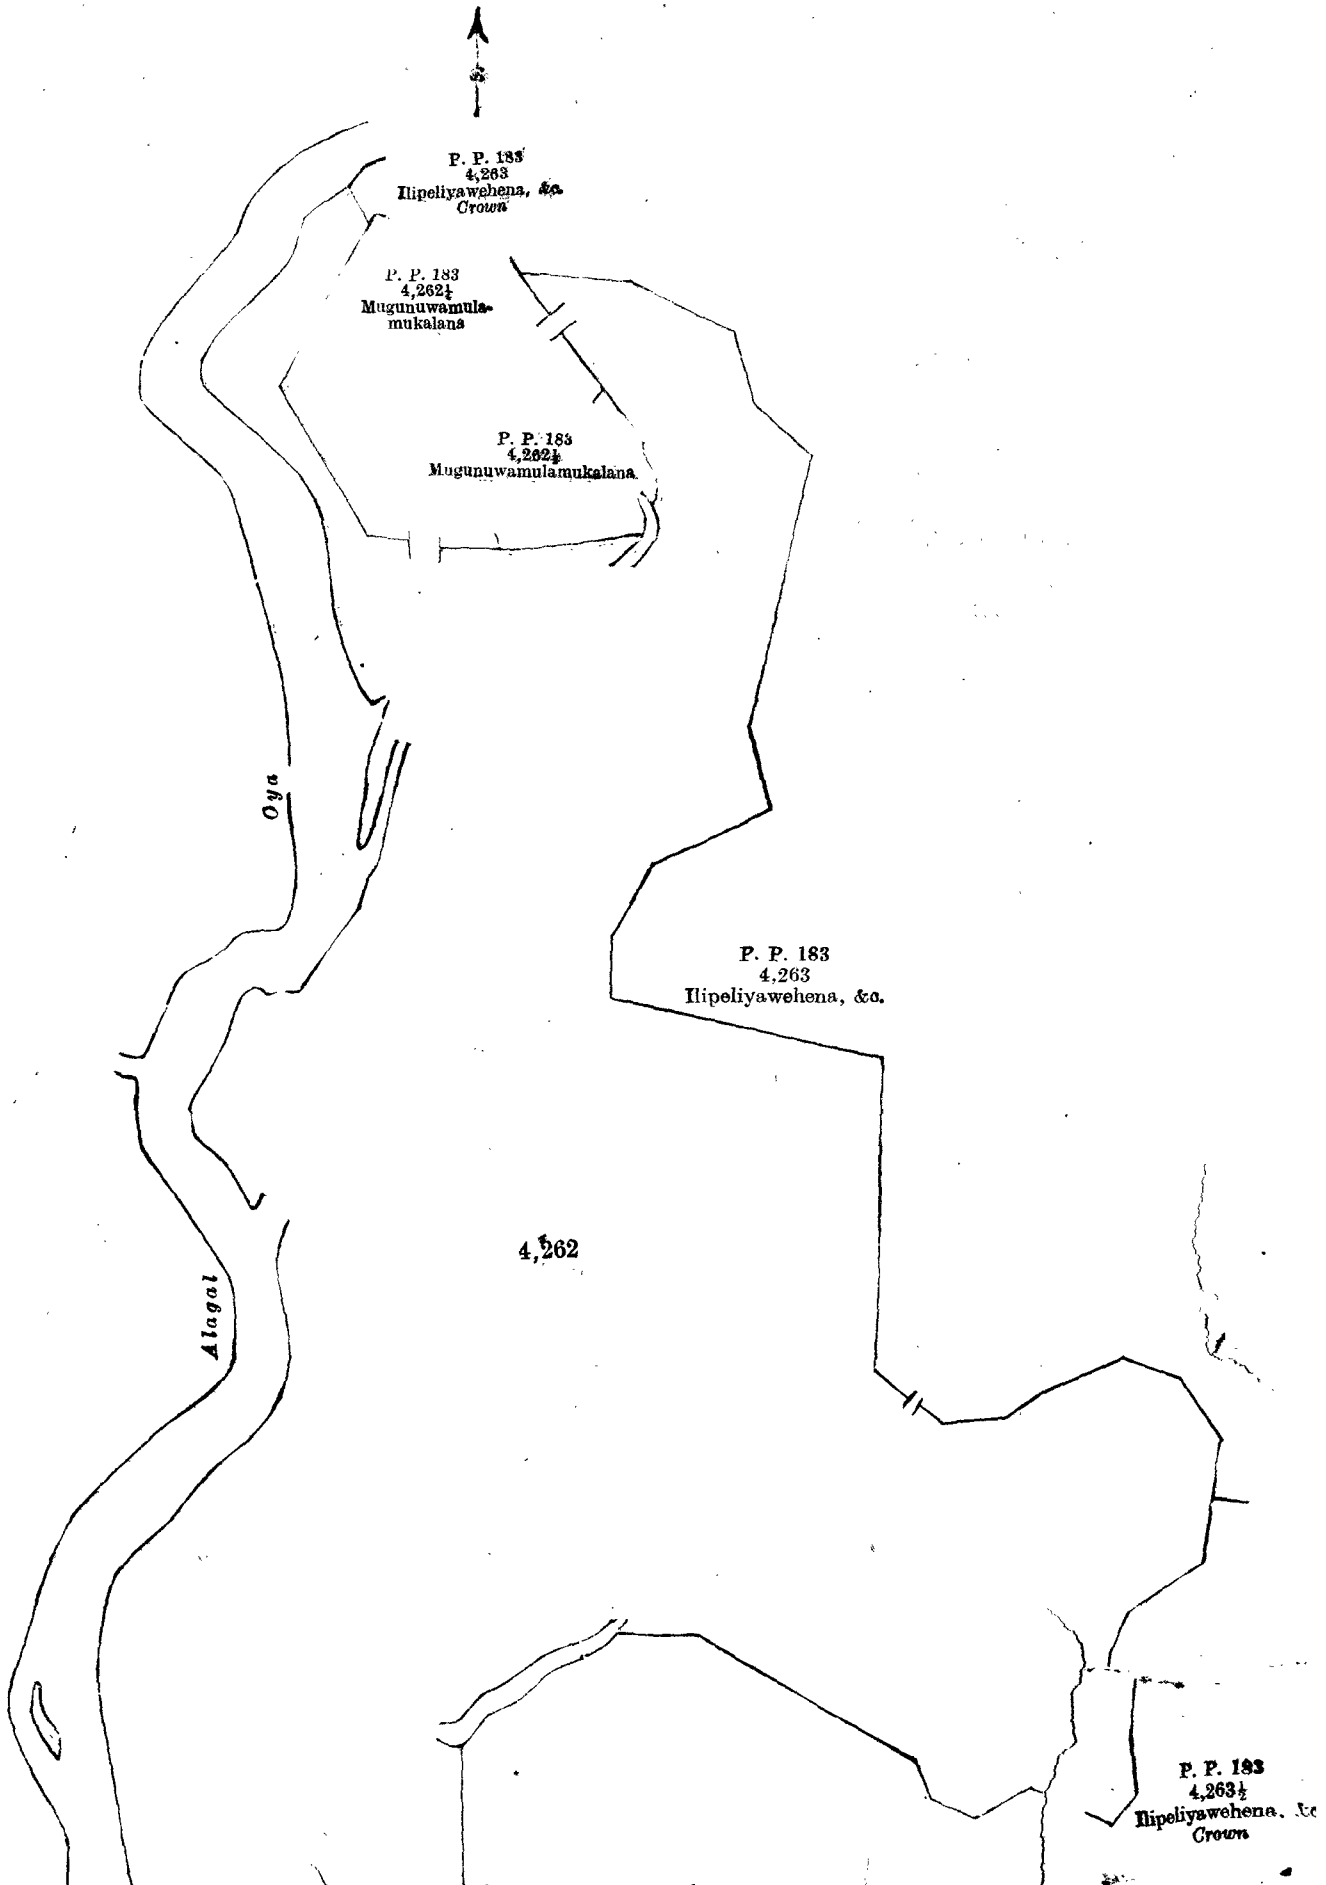 P. P. 183
4,263
Ilipeliyawehena, &c.
Crown
P. P. 183
4,262½
Mugunuwamula-
mukalana
P. P. 183
4,262½
Mugunuwamulamukalana
Oya
P. P. 183
4,263
Ilipeliyawehena, &c.
4,262
Alagal
P. P. 183
4,263½
Ilipeliyawehena, &c
Crown